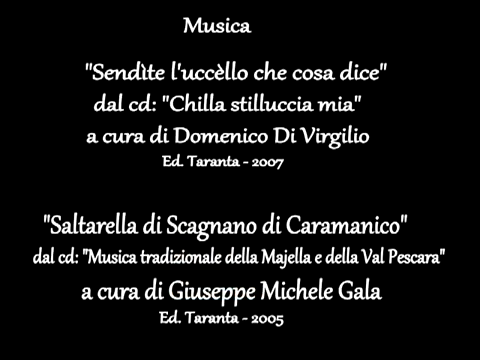 Musica
"Sendìte l'uccèllo che cosa dice"
dal cd: "Chilla stilluccia mia"
a cura di Domenico Di Virgilio
Ed. Taranta - 2007
"Saltarella di Scagnano di Caramanico"
dal cd: "Musica tradizionale della Majella e della Val Pescara"
a cura di Giuseppe Michele Gala
Ed. Taranta - 2005